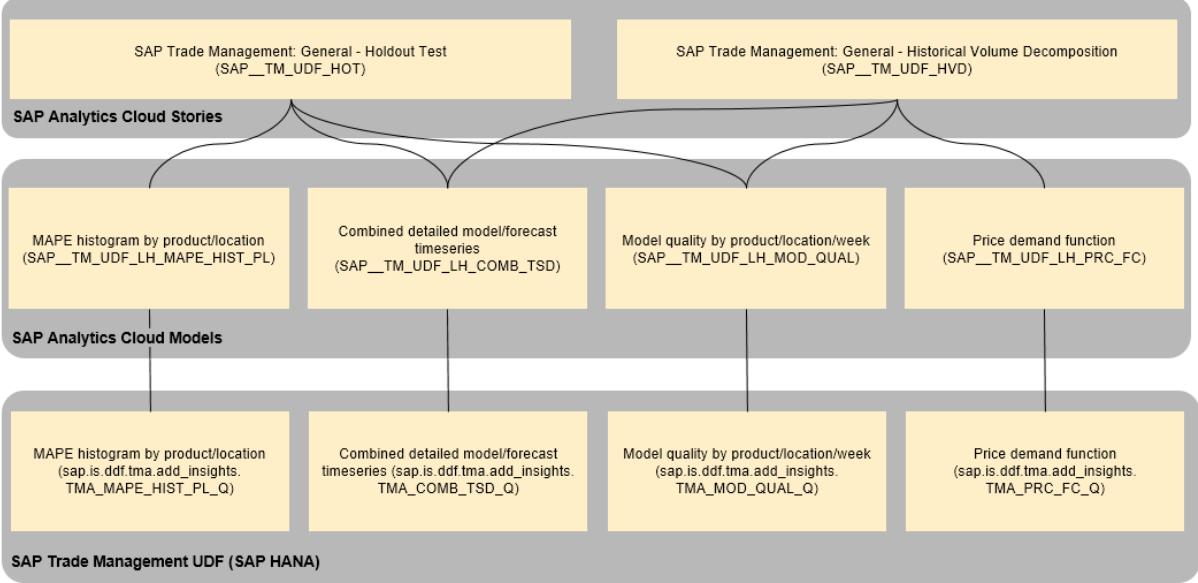 SAP Trade Management: General - Holdout Test
(SAP__TM_UDF_HOT)
SAP Trade Management: General - Historical Volume Decomposition
(SAP__TM_UDF_HVD)
SAP Analytics Cloud Stories
MAPE histogram by product/location
(SAP__TM_UDF_LH_MAPE_HIST_PL)
Combined detailed model/forecast
timeseries
(SAP__TM_UDF_LH_COMB_TSD)
Model quality by product/location/week
(SAP__TM_UDF_LH_MOD_QUAL)
Price demand function
(SAP__TM_UDF_LH_PRC_FC)
SAP Analytics Cloud Models
MAPE histogram by product/location
(sap.is.ddf.tma.add_insights.
TMA_MAPE_HIST_PL_Q)
Combined detailed model/forecast
timeseries (sap.is.ddf.tma.add_insights.
TMA_COMB_TSD_Q)
Model quality by product/location/week
(sap.is.ddf.tma.add_insights.
TMA_MOD_QUAL_Q)
Price demand function
(sap.is.ddf.tma.add_insights.
TMA_PRC_FC_Q)
SAP Trade Management UDF (SAP HANA)